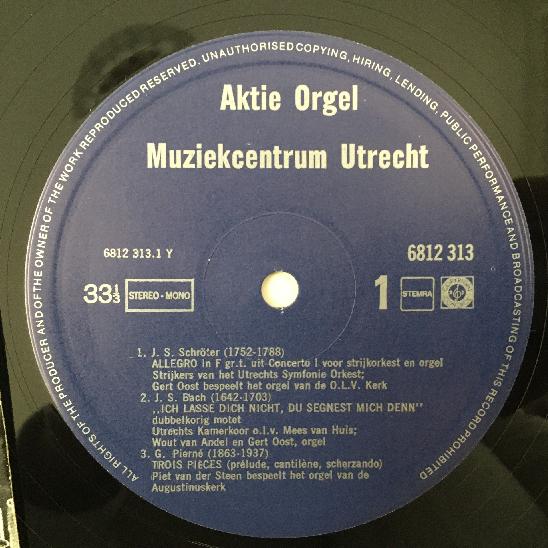 ALL RIGHTS OF THE PRODUCER AND OF THE OWNER OF THE WORK REPRODUCED RESERVED. UNAUTHORISED COPYING, HIRING, LENDING, PUBLIC PERFORMANCE AND BROADCASTING OF THIS RECORD PROHIBITED
Aktie Orgel
Muziekcentrum Utrecht
6812 313.1 Y
6812 313
33⅓ STEREO - MONO
1 STEMRA
1. J. S. Schröter (1752-1788)
ALLEGRO in F gr.t. uit Concerto I voor strijkorkest en orgel
Strijkers van het Utrechts Symfonie Orkest;
Gert Oost bespeelt het orgel van de O.L.V. Kerk
2. J. S. Bach (1642-1703)
„ICH LASSE DICH NICHT, DU SEGNEST MICH DENN"
dubbelkorig motet
Utrechts Kamerkoor o.l.v. Mees van Huis;
Wout van Andel en Gert Oost, orgel
3. G. Pierné (1863-1937)
TROIS PIÈCES (prélude, cantilène, scherzando)
Piet van der Steen bespeelt het orgel van de
Augustinuskerk